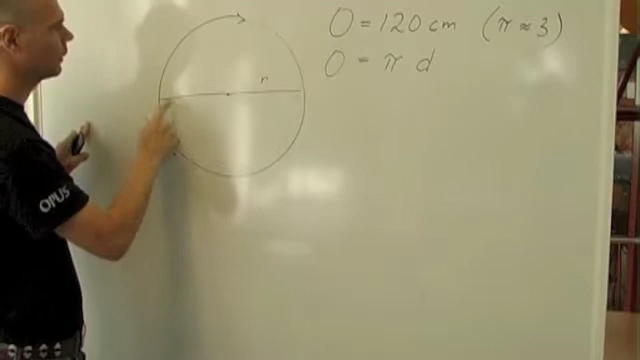 O = 120 cm (π ≈ 3)
O = π d
r
OPUS